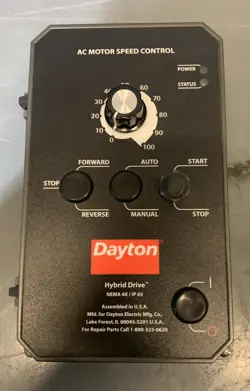 AC MOTOR SPEED CONTROL
POWER
STATUS
40 60
30 70
20 80
10 90
0 100
FORWARD AUTO START
STOP
REVERSE MANUAL STOP
Dayton
Hybrid Drive™
NEMA 4X / IP 65
Assembled in U.S.A.
Mfd. for Dayton Electric Mfg. Co.,
Lake Forest, IL 60045-5201 U.S.A.
For Repair Parts Call 1-800-323-0620
I
O